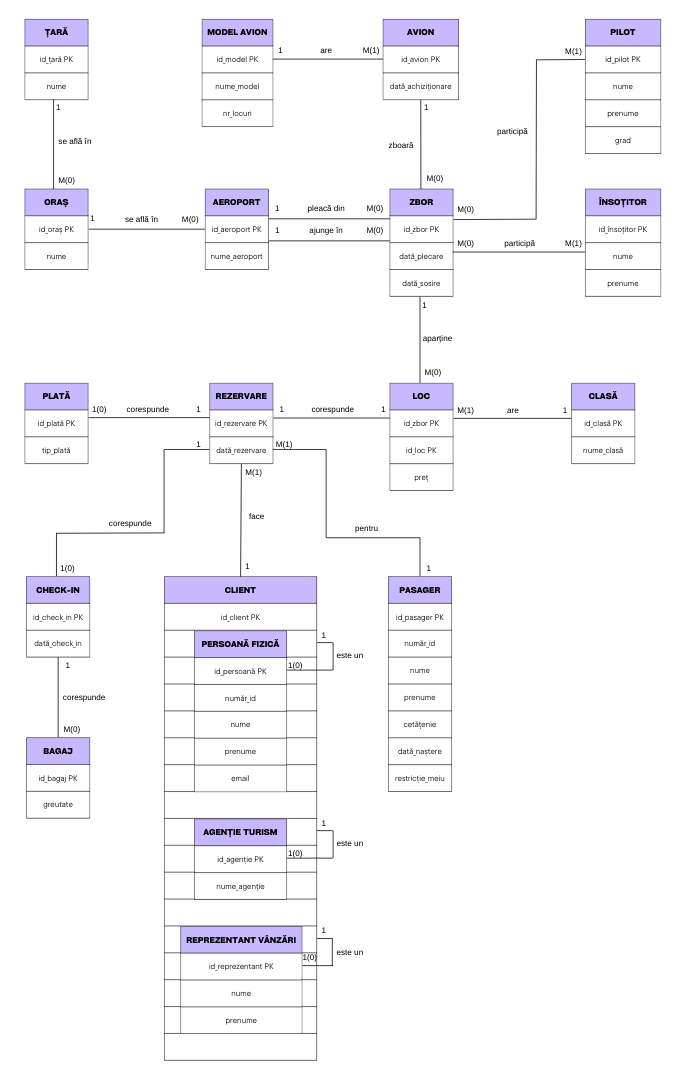 ȚARĂ
id_țară PK
nume
MODEL AVION
id_model PK
nume_model
nr_locuri
1
are
M(1)
AVION
id_avion PK
dată_achiziționare
PILOT
id_pilot PK
nume
prenume
grad
M(1)
participă
M(0)
1
se află în
M(0)
1
zboară
M(0)
ORAȘ
id_oraș PK
nume
1
se află în
M(0)
AEROPORT
id_aeroport PK
nume_aeroport
1
pleacă din
M(0)
1
ajunge în
M(0)
ZBOR
id_zbor PK
dată_plecare
dată_sosire
M(0)
participă
M(1)
ÎNSOȚITOR
id_însoțitor PK
nume
prenume
1
aparține
M(0)
PLATĂ
id_plată PK
tip_plată
1(0)
corespunde
1
REZERVARE
id_rezervare PK
dată_rezervare
1
corespunde
1
LOC
id_zbor PK
id_loc PK
preț
M(1)
are
1
CLASĂ
id_clasă PK
nume_clasă
1
corespunde
1(0)
M(1)
face
1
M(1)
pentru
1
CHECK-IN
id_check_in PK
dată_check_in
1
corespunde
M(0)
BAGAJ
id_bagaj PK
greutate
CLIENT
id_client PK
PERSOANĂ FIZICĂ
id_persoană PK
număr_id
nume
prenume
email
1
este un
1(0)
AGENȚIE TURISM
id_agenție PK
nume_agenție
1
este un
1(0)
REPREZENTANT VÂNZĂRI
id_reprezentant PK
nume
prenume
1
este un
1(0)
PASAGER
id_pasager PK
număr_id
nume
prenume
cetățenie
dată_naștere
restricție_meiu